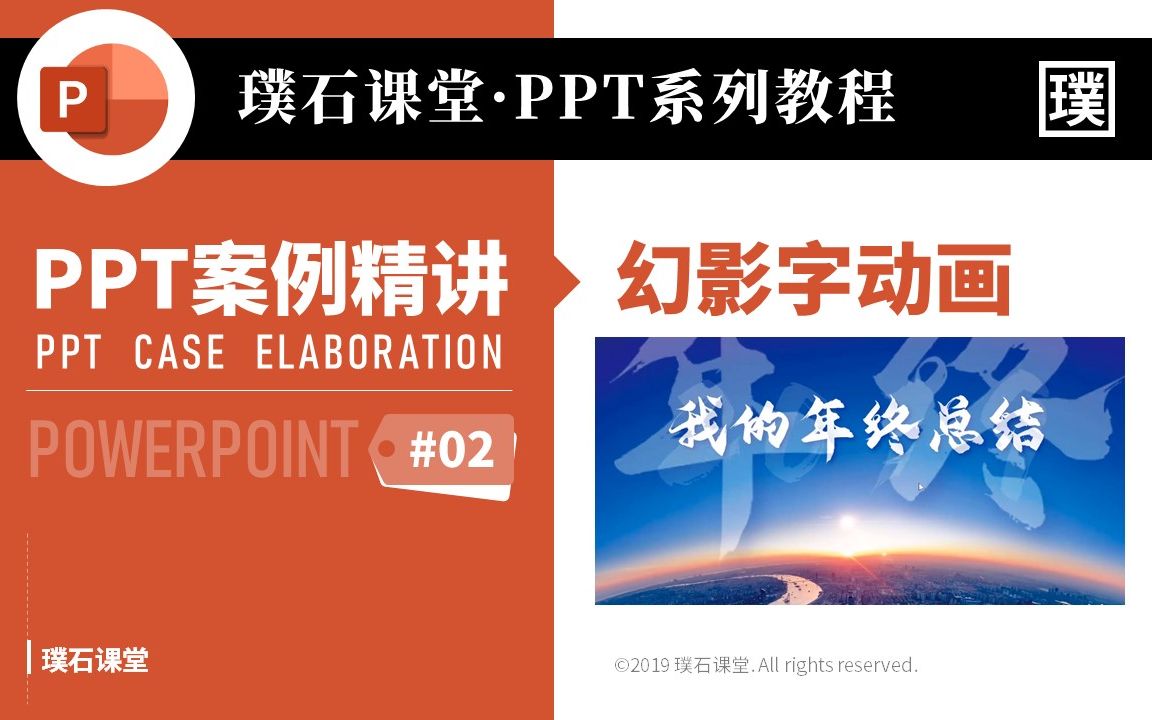 P
璞石课堂·PPT系列教程
璞
PPT案例精讲
PPT CASE ELABORATION
POWERPOINT
#02
璞石课堂
幻影字动画
年终
我的年终总结
©2019 璞石课堂. All rights reserved.